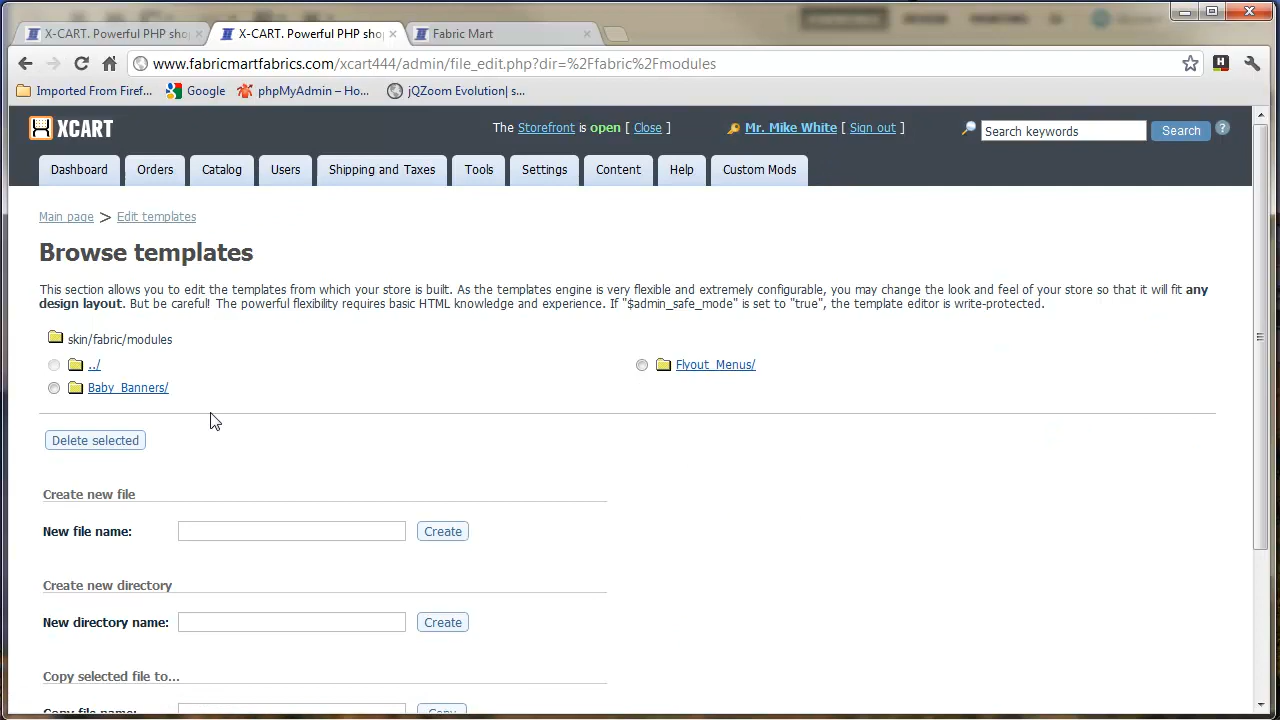 X-CART. Powerful PHP sho
X-CART. Powerful PHP sho
Fabric Mart
www.fabricmartfabrics.com/xcart444/admin/file_edit.php?dir=%2Ffabric%2Fmodules
H
Imported From Firef...
Google
phpMyAdmin – Ho...
jQZoom Evolution| s...
XCART
The Storefront is open [ Close ]
Mr. Mike White [ Sign out ]
Search keywords
Search
?
Dashboard
Orders
Catalog
Users
Shipping and Taxes
Tools
Settings
Content
Help
Custom Mods
Main page > Edit templates
Browse templates
This section allows you to edit the templates from which your store is built. As the templates engine is very flexible and extremely configurable, you may change the look and feel of your store so that it will fit any
design layout. But be careful! The powerful flexibility requires basic HTML knowledge and experience. If "$admin_safe_mode" is set to "true", the template editor is write-protected.
skin/fabric/modules
../
Flyout_Menus/
Baby_Banners/
Delete selected
Create new file
New file name:
Create
Create new directory
New directory name:
Create
Copy selected file to...
Copy file name:
Copy